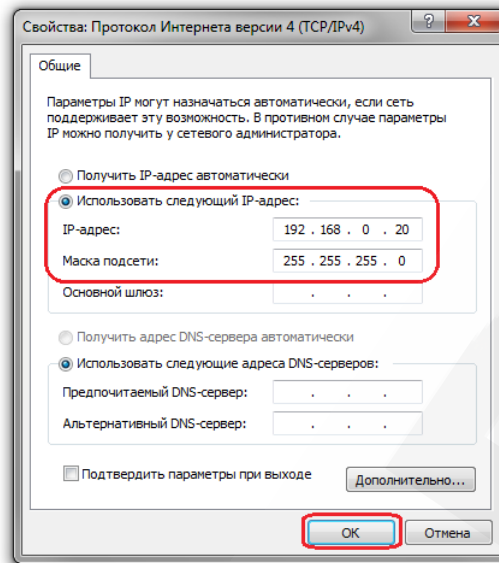 Свойства: Протокол Интернета версии 4 (TCP/IPv4)
Общие
Параметры IP могут назначаться автоматически, если сеть
поддерживает эту возможность. В противном случае параметры
IP можно получить у сетевого администратора.
Получить IP-адрес автоматически
Использовать следующий IP-адрес:
IP-адрес: 192 . 168 . 0 . 20
Маска подсети: 255 . 255 . 255 . 0
Основной шлюз: . . .
Получить адрес DNS-сервера автоматически
Использовать следующие адреса DNS-серверов:
Предпочитаемый DNS-сервер: . . .
Альтернативный DNS-сервер: . . .
Подтвердить параметры при выходе
Дополнительно...
ОК Отмена